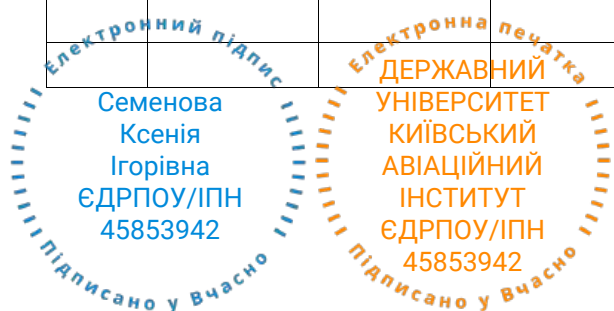 Електронний підпис
Семенова
Ксенія
Ігорівна
ЄДРПОУ/ІПН
45853942
Підписано у Вчасно
Електронна печатка
ДЕРЖАВНИЙ
УНІВЕРСИТЕТ
КИЇВСЬКИЙ
АВІАЦІЙНИЙ
ІНСТИТУТ
ЄДРПОУ/ІПН
45853942
Підписано у Вчасно